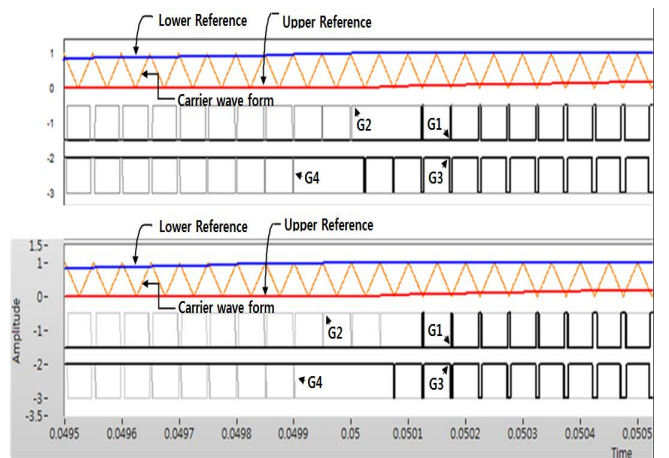 Lower Reference
Upper Reference
1
0
-1
-2
-3
Carrier wave form
G2
G1
G4
G3
Lower Reference
Upper Reference
1.5-
1-
0-
-1-
-2-
-3-
-3.5-
Amplitude
Carrier wave form
G2
G1
G4
G3
0.0495 0.0496 0.0497 0.0498 0.0499 0.05 0.0501 0.0502 0.0503 0.0504 0.0505
Time